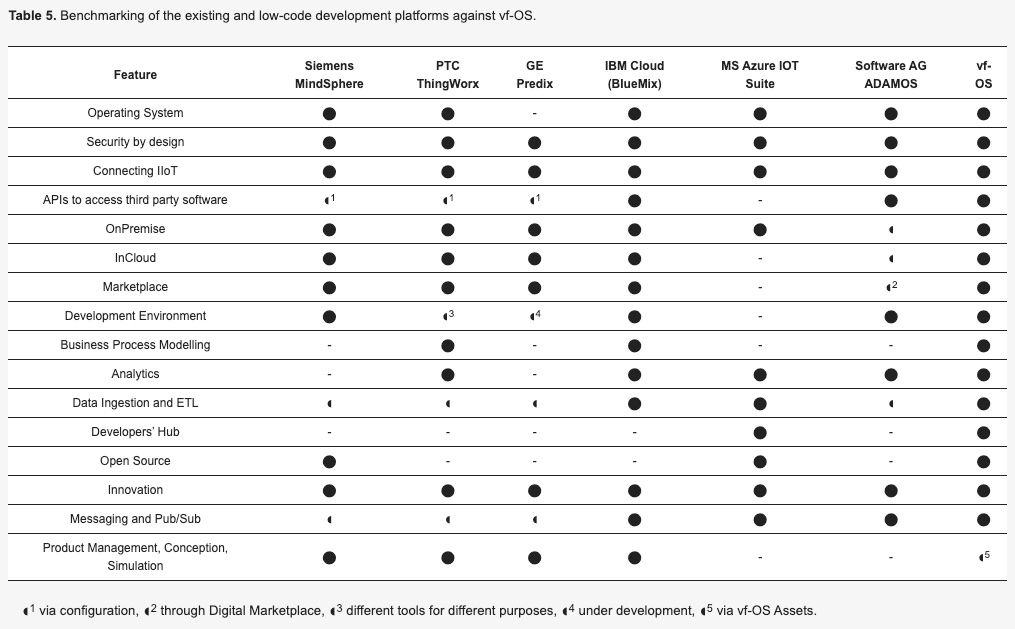 Table 5. Benchmarking of the existing and low-code development platforms against vf-OS.
Feature Siemens MindSphere PTC ThingWorx GE Predix IBM Cloud (BlueMix) MS Azure IOT Suite Software AG ADAMOS vf-OS
Operating System ● ● - ● ● ● ●
Security by design ● ● ● ● ● ● ●
Connecting IIoT ● ● ● ● ● ● ●
APIs to access third party software ◖1 ◖1 ◖1 ● - ● ●
OnPremise ● ● ● ● ● ◖ ●
InCloud ● ● ● ● - ◖ ●
Marketplace ● ● ● ● - ◖2 ●
Development Environment ● ◖3 ◖4 ● - ● ●
Business Process Modelling - ● - ● - - ●
Analytics - ● - ● ● ● ●
Data Ingestion and ETL ◖ ◖ ◖ ● ● ◖ ●
Developers’ Hub - - - - ● - ●
Open Source ● - - - ● - ●
Innovation ● ● ● ● ● ● ●
Messaging and Pub/Sub ◖ ◖ ◖ ● ● ● ●
Product Management, Conception, Simulation ● ● ● ● - - ◖5
◖1 via configuration, ◖2 through Digital Marketplace, ◖3 different tools for different purposes, ◖4 under development, ◖5 via vf-OS Assets.